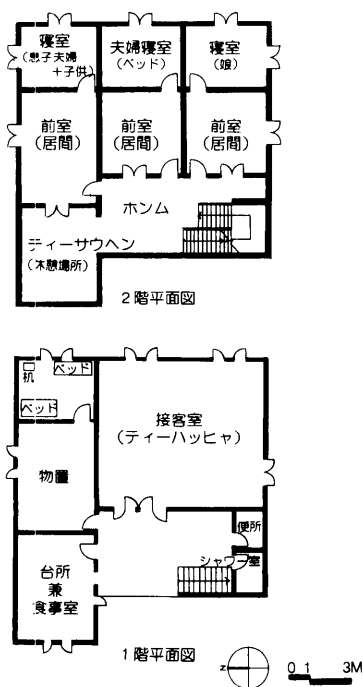 寝室
(息子夫婦
+子供)
夫婦寝室
(ベッド)
寝室
(娘)
前室
(居間)
前室
(居間)
前室
(居間)
ホンム
ティーサウヘン
(休憩場所)
2階平面図
机
ベッド
ベッド
接客室
(ティーハッヒャ)
物置
便所
シャワー室
台所
兼
食事室
1階平面図
z
0 1 3M